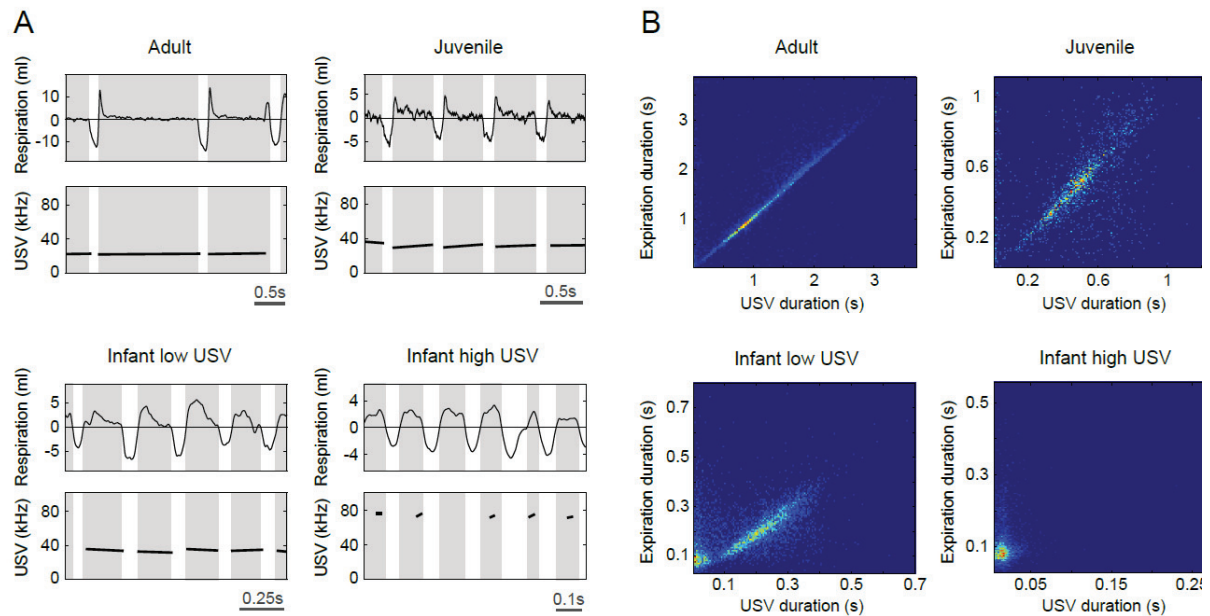 A
B
Adult
Juvenile
Respiration (ml)
10
0
-10
Respiration (ml)
5
0
-5
USV (kHz)
80
40
0
0.5s
USV (kHz)
80
40
0
0.5s
Infant low USV
Infant high USV
Respiration (ml)
5
0
-5
Respiration (ml)
4
0
-4
USV (kHz)
80
40
0
0.25s
USV (kHz)
80
40
0
0.1s
Adult
Juvenile
Expiration duration (s)
3
2
1
1 2 3
USV duration (s)
Expiration duration (s)
1
0.6
0.2
0.2 0.6 1
USV duration (s)
Infant low USV
Infant high USV
Expiration duration (s)
0.7
0.5
0.3
0.1
0.1 0.3 0.5 0.7
USV duration (s)
Expiration duration (s)
0.5
0.3
0.1
0.05 0.15 0.25
USV duration (s)